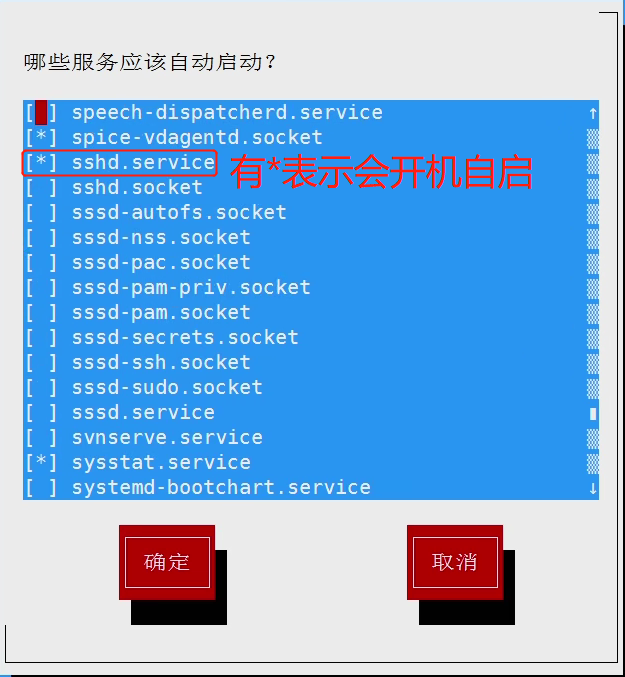 哪些服务应该自动启动？
[ ] speech-dispatcherd.service ↑
[*] spice-vdagentd.socket
[*] sshd.service 有*表示会开机自启
[ ] sshd.socket
[ ] sssd-autofs.socket
[ ] sssd-nss.socket
[ ] sssd-pac.socket
[ ] sssd-pam-priv.socket
[ ] sssd-pam.socket
[ ] sssd-secrets.socket
[ ] sssd-ssh.socket
[ ] sssd-sudo.socket
[ ] sssd.service
[ ] svnserve.service
[*] sysstat.service
[ ] systemd-bootchart.service ↓
确定 取消